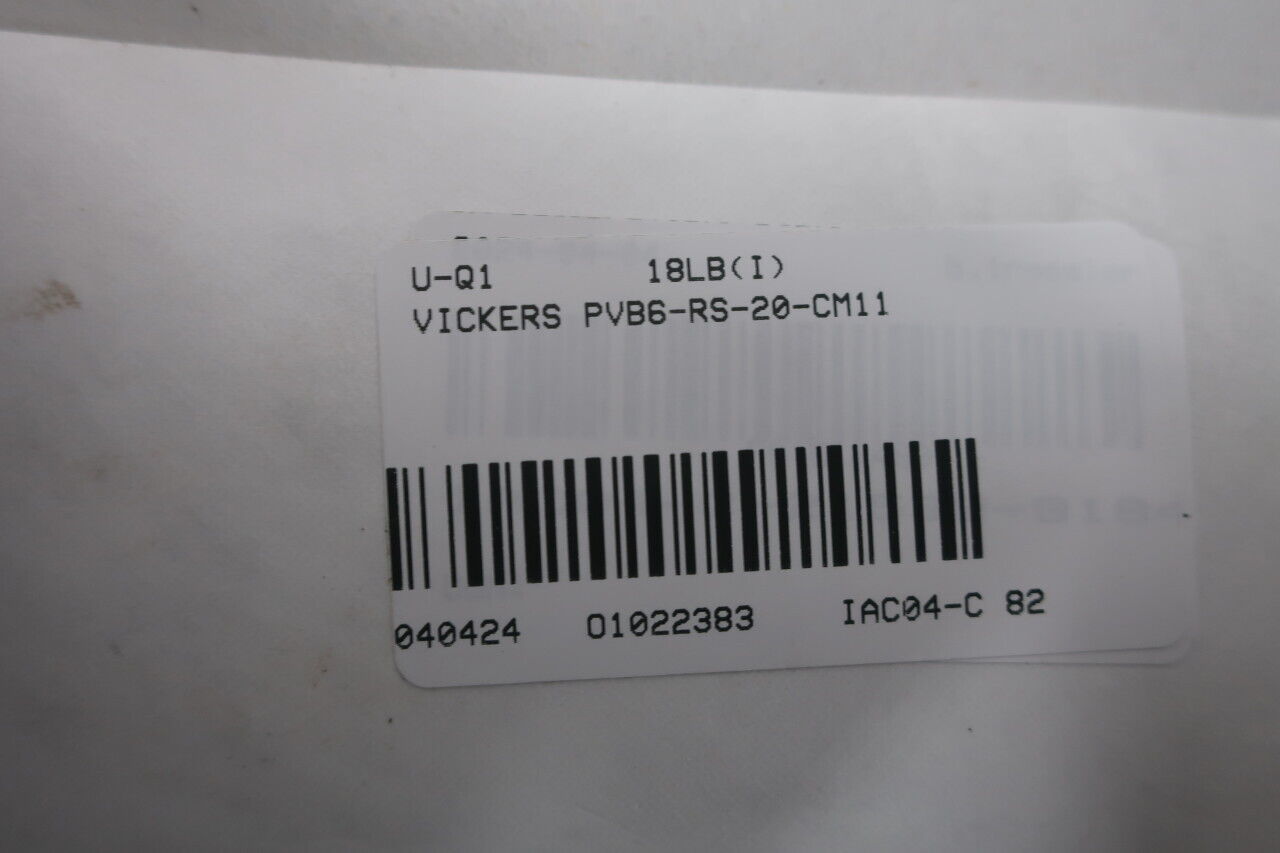 U-Q1 18LB(I)
VICKERS PVB6-RS-20-CM11
040424 01022383 IAC04-C 82